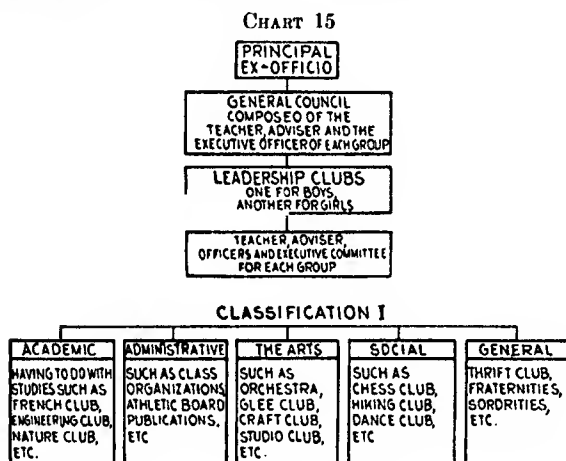 CHART 15
PRINCIPAL
EX-OFFICIO
GENERAL COUNCIL
COMPOSEO OF THE
TEACHER, ADVISER AND THE
EXECUTIVE OFFICER OF EACH GROUP
LEADERSHIP CLUBS
ONE FOR BOYS,
ANOTHER FOR GIRLS
TEACHER, ADVISER,
OFFICERS AND EXECUTIVE COMMITTEE
FOR EACH GROUP
CLASSIFICATION I
ACADEMIC
HAVING TO DO WITH
STUDIES SUCH AS
FRENCH CLUB,
ENGINEERING CLUB,
NATURE CLUB,
ETC.
ADMINISTRATIVE
SUCH AS CLASS
ORGANIZATIONS,
ATHLETIC BOARD
PUBLICATIONS,
ETC
THE ARTS
SUCH AS
ORCHESTRA,
GLEE CLUB,
CRAFT CLUB,
STUDIO CLUB,
ETC.
SOCIAL
SUCH AS
CHESS CLUB,
HIKING CLUB,
DANCE CLUB,
ETC
GENERAL
THRIFT CLUB,
FRATERNITIES,
SORDRITIES,
ETC.